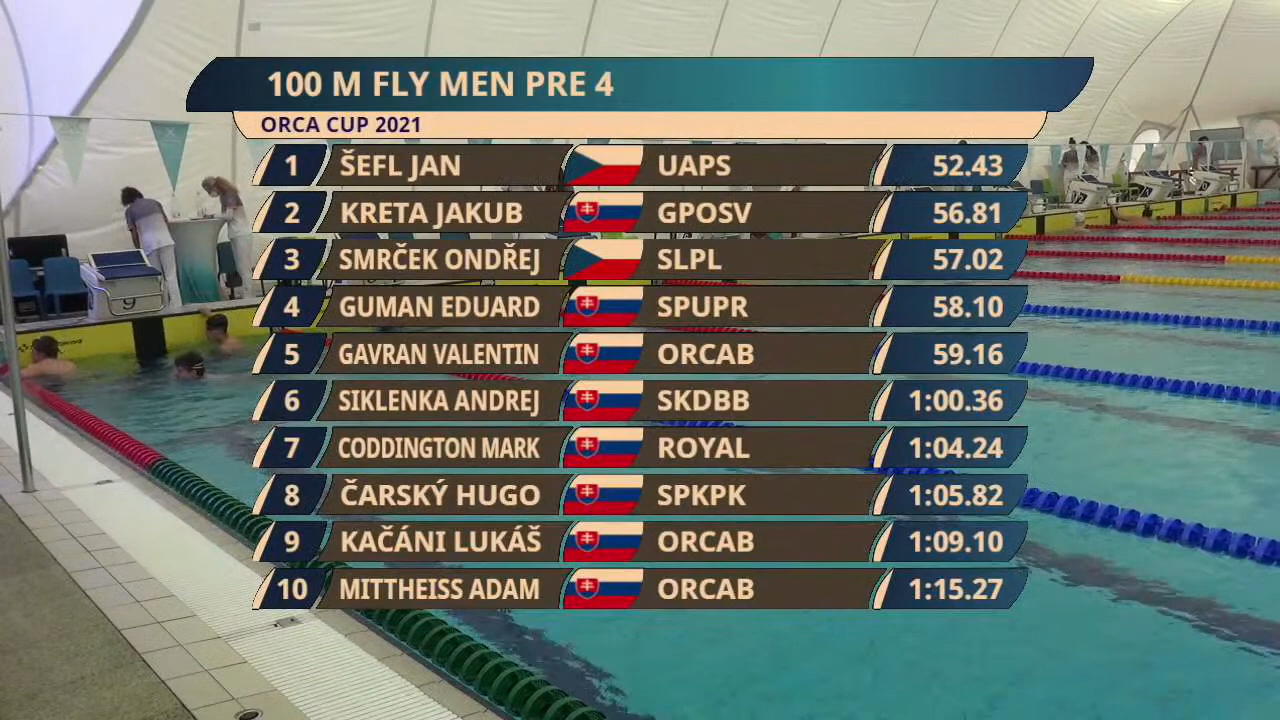 100 M FLY MEN PRE 4
ORCA CUP 2021
1 ŠEFL JAN UAPS 52.43
2 KRETA JAKUB GPOSV 56.81
3 SMRČEK ONDŘEJ SLPL 57.02
4 GUMAN EDUARD SPUPR 58.10
5 GAVRAN VALENTIN ORCAB 59.16
6 SIKLENKA ANDREJ SKDBB 1:00.36
7 CODDINGTON MARK ROYAL 1:04.24
8 ČARSKÝ HUGO SPKPK 1:05.82
9 KAČÁNI LUKÁŠ ORCAB 1:09.10
10 MITTHEISS ADAM ORCAB 1:15.27
9